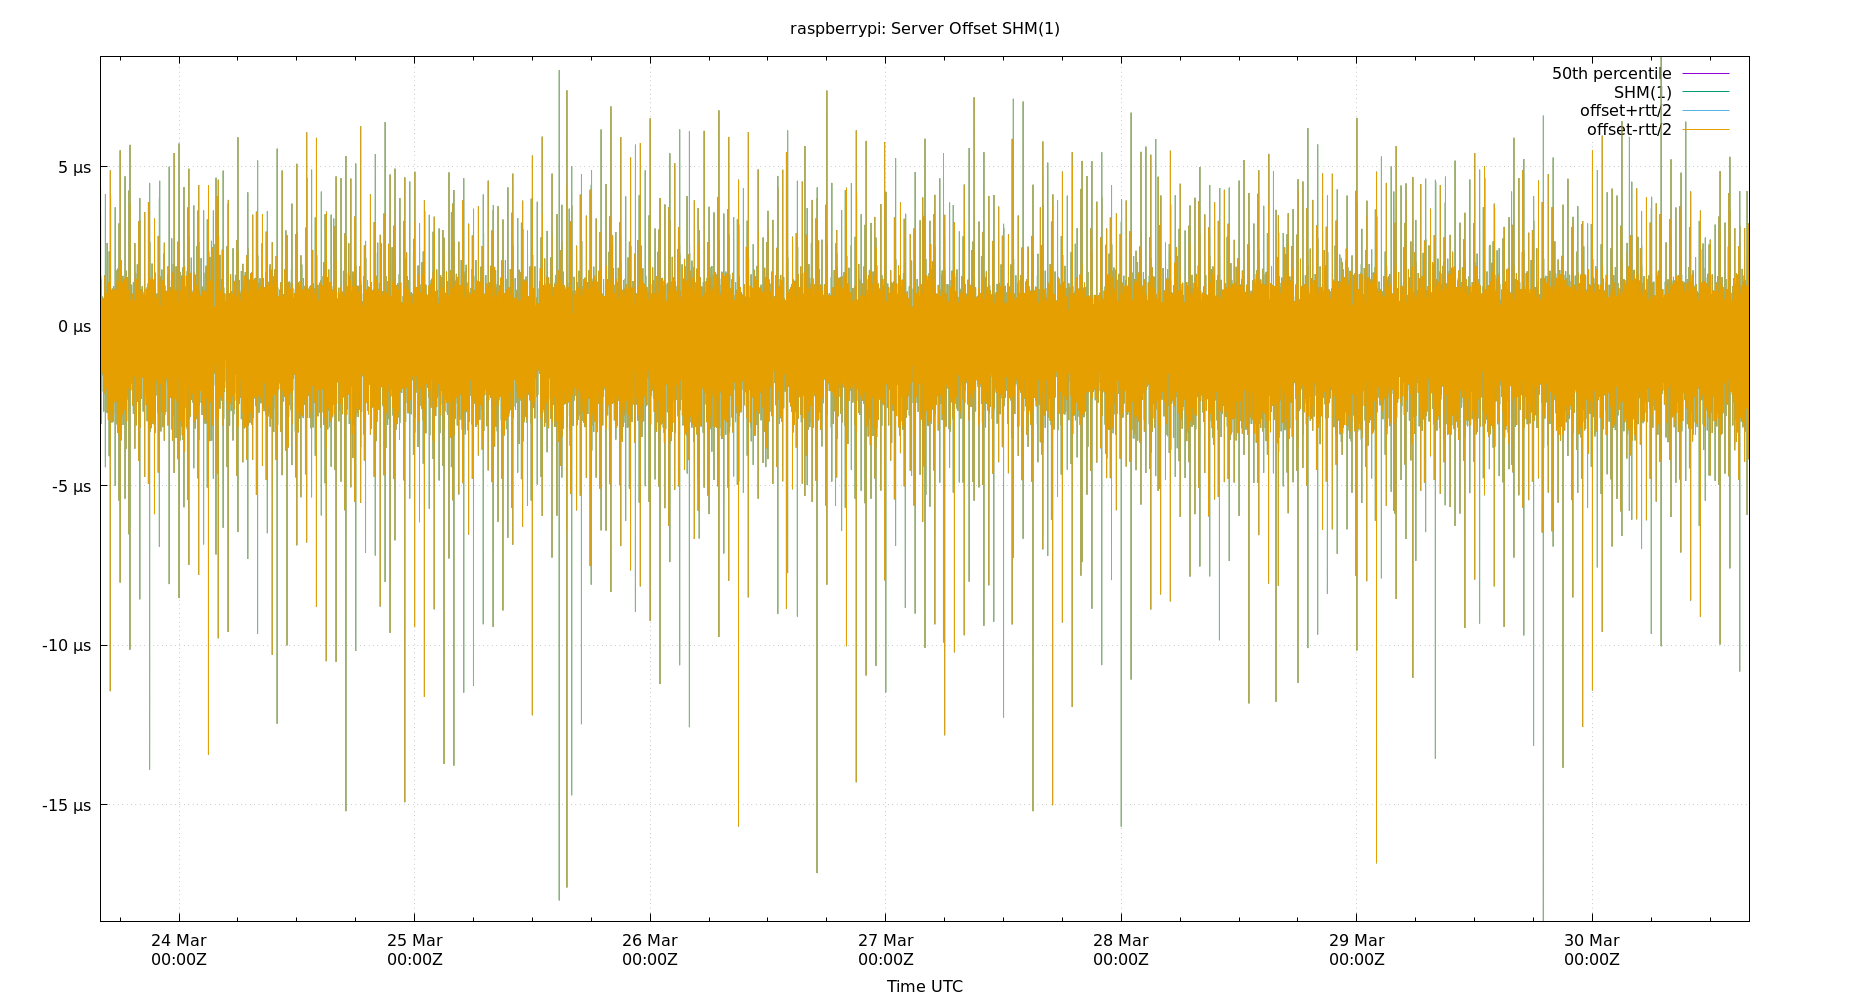 raspberrypi: Server Offset SHM(1)
50th percentile
SHM(1)
offset+rtt/2
offset-rtt/2
5 µs
0 µs
-5 µs
-10 µs
-15 µs
24 Mar
00:00Z
25 Mar
00:00Z
26 Mar
00:00Z
27 Mar
00:00Z
28 Mar
00:00Z
29 Mar
00:00Z
30 Mar
00:00Z
Time UTC